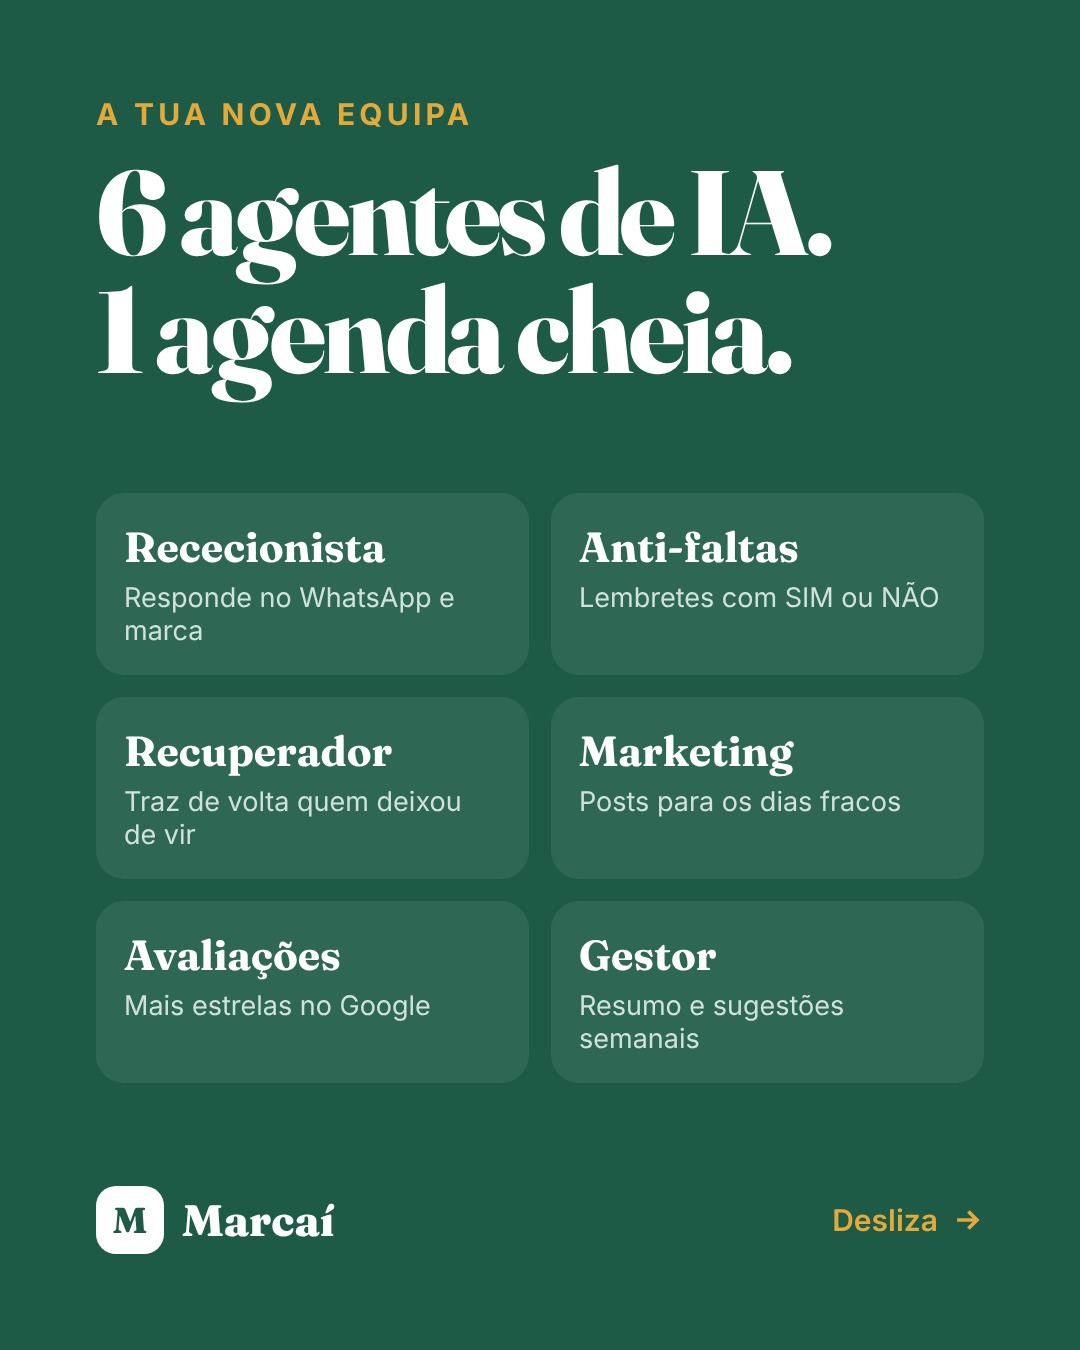 A TUA NOVA EQUIPA
6 agentes de IA.
1 agenda cheia.
Rececionista
Responde no WhatsApp e
marca
Anti-faltas
Lembretes com SIM ou NÃO
Recuperador
Traz de volta quem deixou
de vir
Marketing
Posts para os dias fracos
Avaliações
Mais estrelas no Google
Gestor
Resumo e sugestões
semanais
M Marcaí
Desliza →